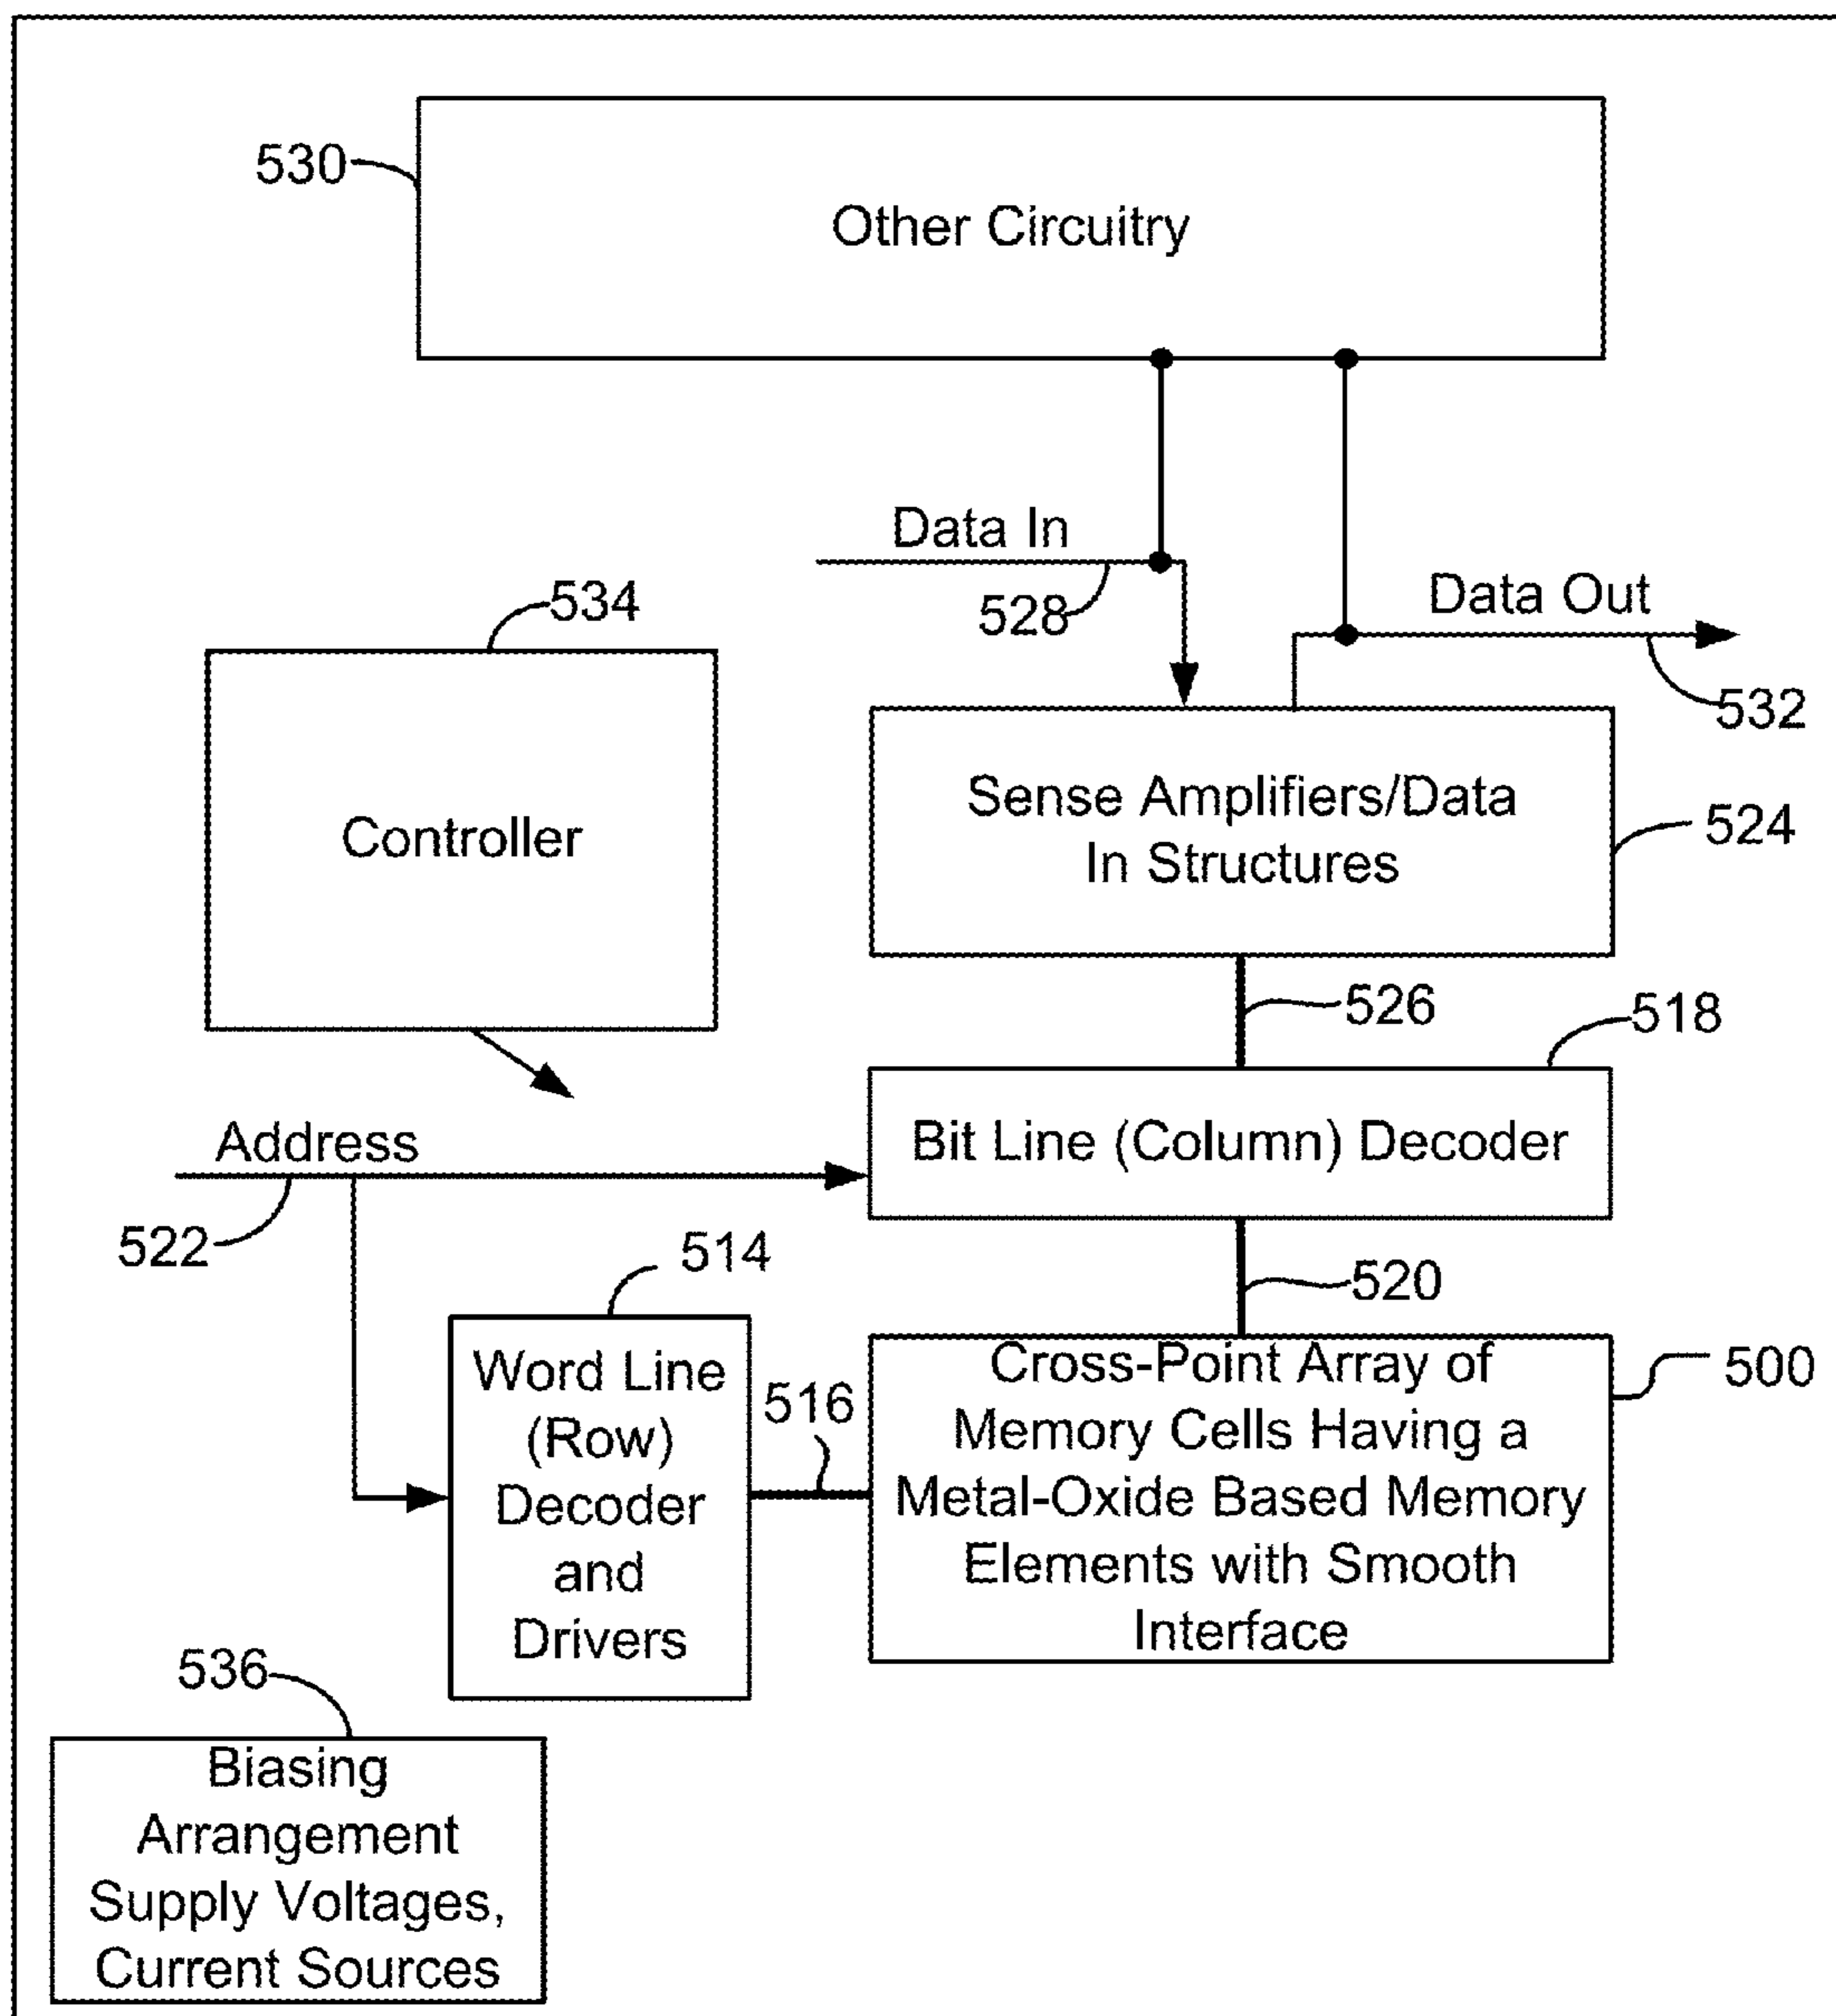 530
Other Circuitry
Data In
528
534
Data Out
532
Controller
Sense Amplifiers/Data
In Structures
524
526
518
Address
Bit Line (Column) Decoder
522
514
520
Word Line
(Row)
Decoder
and
Drivers
516
Cross-Point Array of
Memory Cells Having a
Metal-Oxide Based Memory
Elements with Smooth
Interface
500
536
Biasing
Arrangement
Supply Voltages,
Current Sources